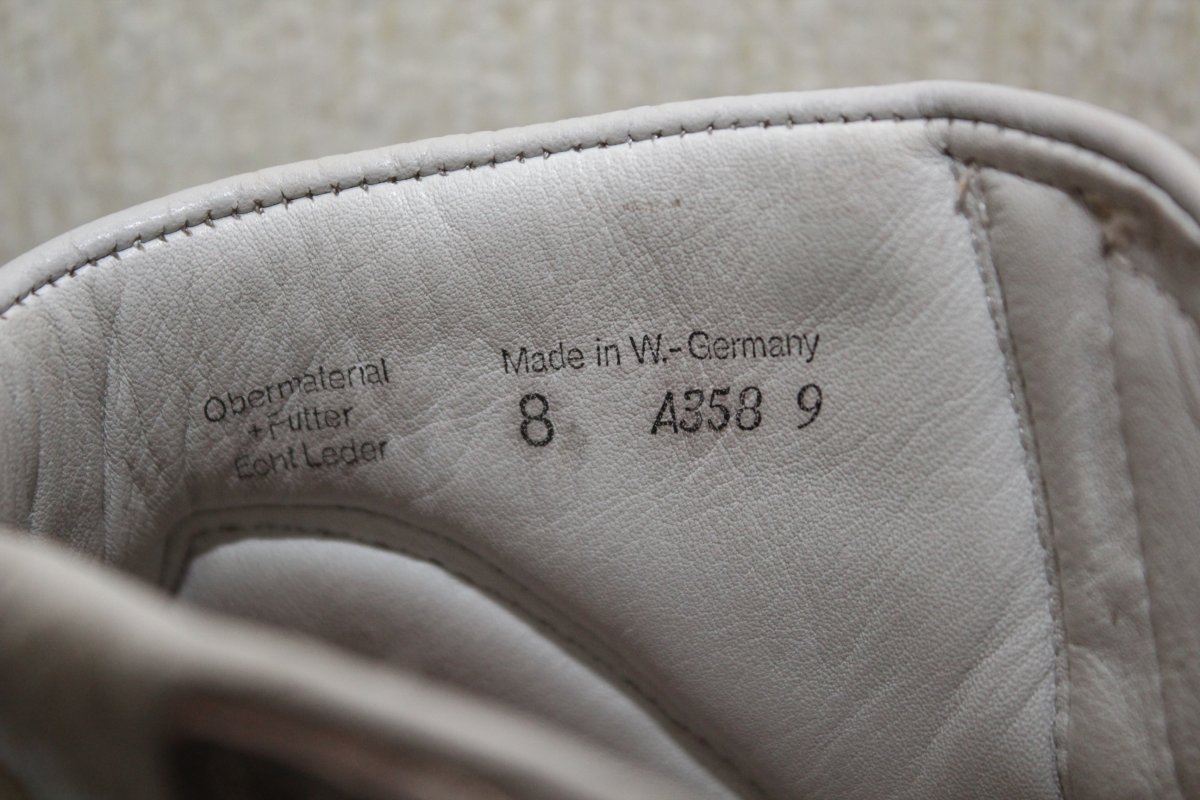 Obermaterial
+Futter
Echt Leder
Made in W.-Germany
8 A358 9